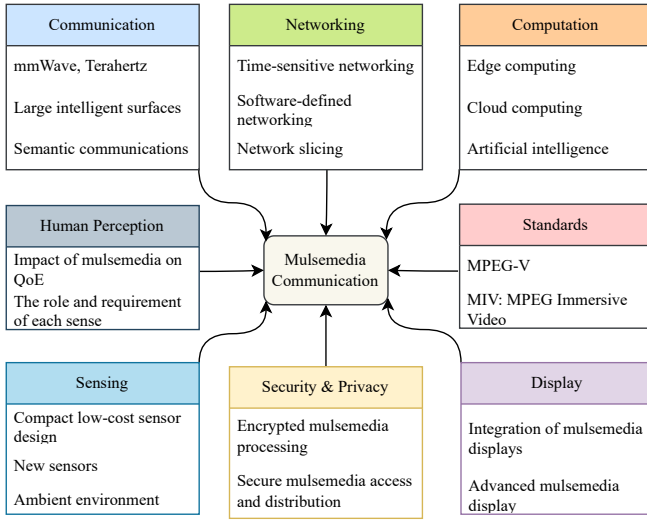 Communication
mmWave, Terahertz
Large intelligent surfaces
Semantic communications
Networking
Time-sensitive networking
Software-defined
networking
Network slicing
Computation
Edge computing
Cloud computing
Artificial intelligence
Human Perception
Impact of mulsemedia on
QoE
The role and requirement
of each sense
Mulsemedia
Communication
Standards
MPEG-V
MIV: MPEG Immersive
Video
Sensing
Compact low-cost sensor
design
New sensors
Ambient environment
Security & Privacy
Encrypted mulsemedia
processing
Secure mulsemedia access
and distribution
Display
Integration of mulsemedia
displays
Advanced mulsemedia
display